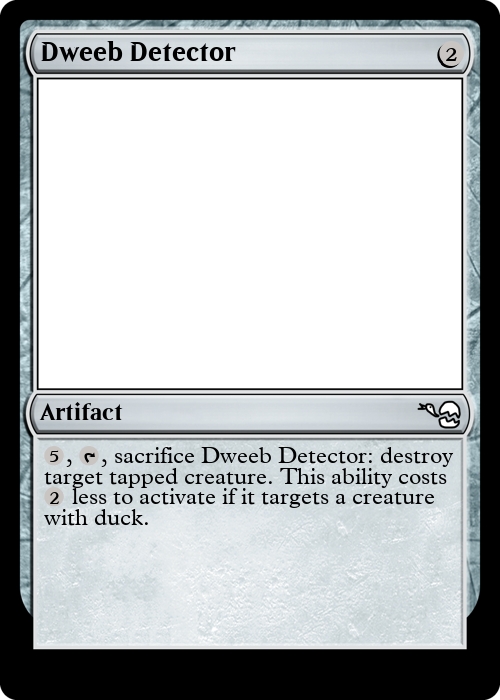 Dweeb Detector 2
Artifact
5, , sacrifice Dweeb Detector: destroy
target tapped creature. This ability costs
2 less to activate if it targets a creature
with duck.